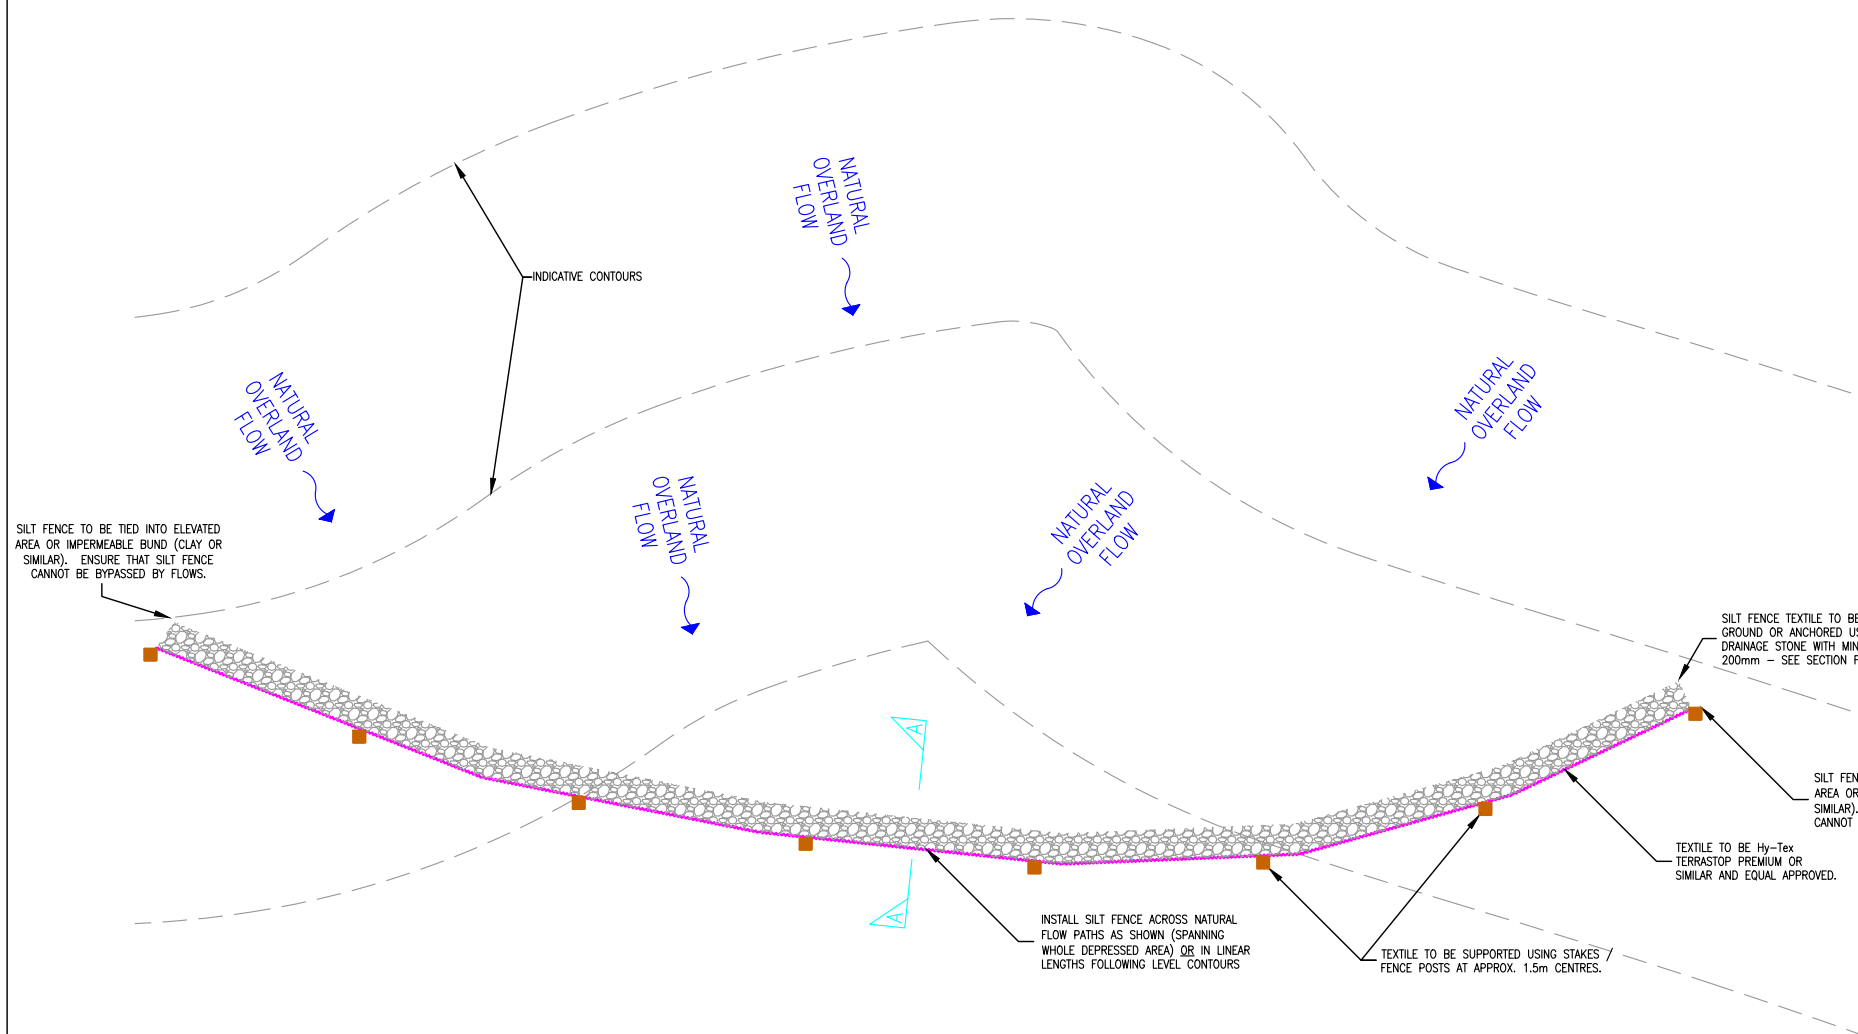 NATURAL
OVERLAND
FLOW
INDICATIVE CONTOURS
NATURAL
OVERLAND
FLOW
NATURAL
OVERLAND
FLOW
NATURAL
OVERLAND
FLOW
NATURAL
OVERLAND
FLOW
SILT FENCE TO BE TIED INTO ELEVATED
AREA OR IMPERMEABLE BUND (CLAY OR
SIMILAR). ENSURE THAT SILT FENCE
CANNOT BE BYPASSED BY FLOWS.
SILT FENCE TEXTILE TO BE
GROUND OR ANCHORED
DRAINAGE STONE WITH
200mm – SEE SECTION
A
A
SILT
AREA OR
SIMILAR).
CANNOT
TEXTILE TO BE Hy-Tex
TERRASTOP PREMIUM OR
SIMILAR AND EQUAL APPROVED.
INSTALL SILT FENCE ACROSS NATURAL
FLOW PATHS AS SHOWN (SPANNING
WHOLE DEPRESSED AREA) OR IN LINEAR
LENGTHS FOLLOWING LEVEL CONTOURS
TEXTILE TO BE SUPPORTED USING STAKES /
FENCE POSTS AT APPROX. 1.5m CENTRES.